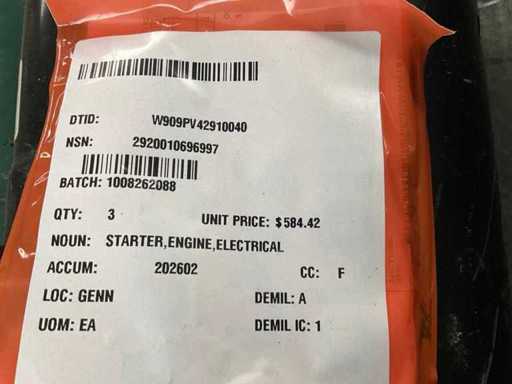 DTID: W909PV42910040
NSN: 2920010696997
BATCH: 1008262088
QTY: 3 UNIT PRICE: $584.42
NOUN: STARTER,ENGINE,ELECTRICAL
ACCUM: 202602 CC: F
LOC: GENN DEMIL: A
UOM: EA DEMIL IC: 1